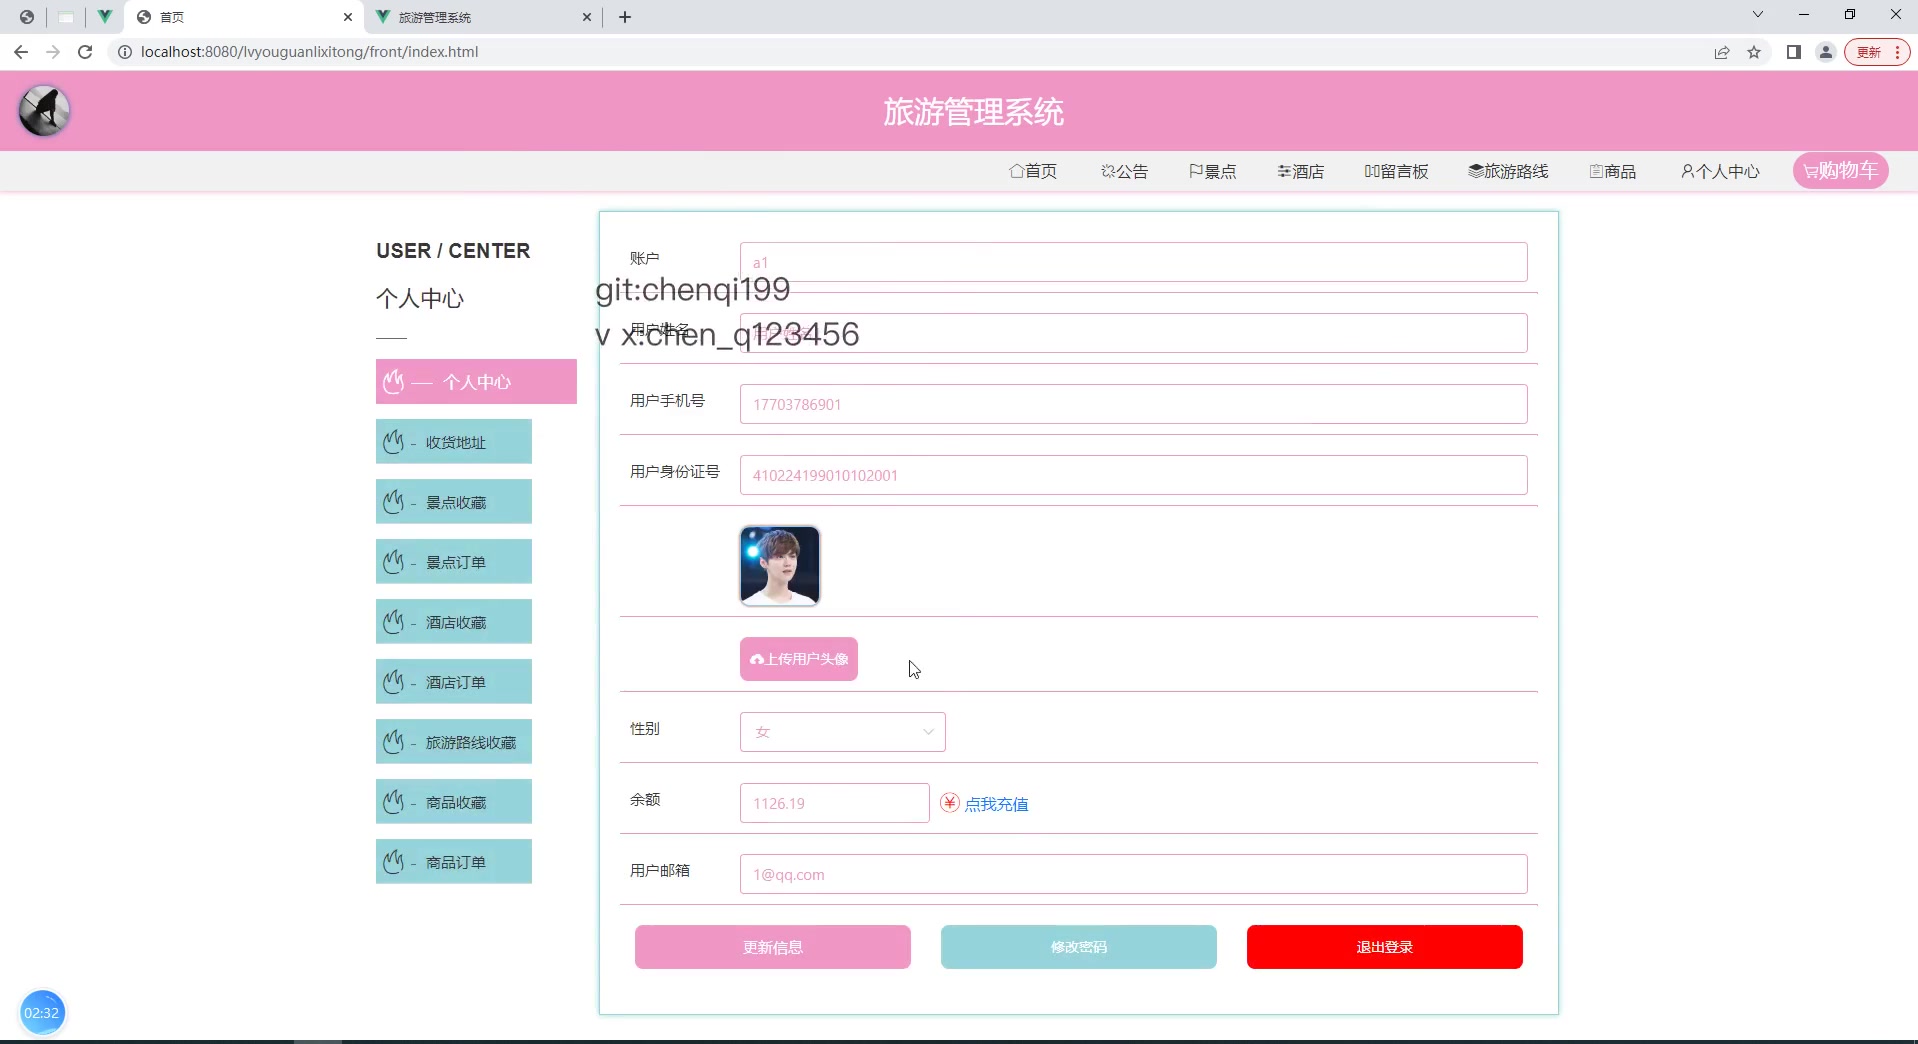 首页
旅游管理系统
localhost:8080/lvyouguanlixitong/front/index.html
更新
旅游管理系统
首页
公告
景点
酒店
留言板
旅游路线
商品
个人中心
购物车
USER / CENTER
个人中心
个人中心
- 收货地址
- 景点收藏
- 景点订单
- 酒店收藏
- 酒店订单
- 旅游路线收藏
- 商品收藏
- 商品订单
账户
a1
git:chenqi199
用户姓名
v x:chen_q123456
用户手机号
17703786901
用户身份证号
410224199010102001
上传用户头像
性别
女
余额
1126.19
¥ 点我充值
用户邮箱
1@qq.com
更新信息
修改密码
退出登录
02:32